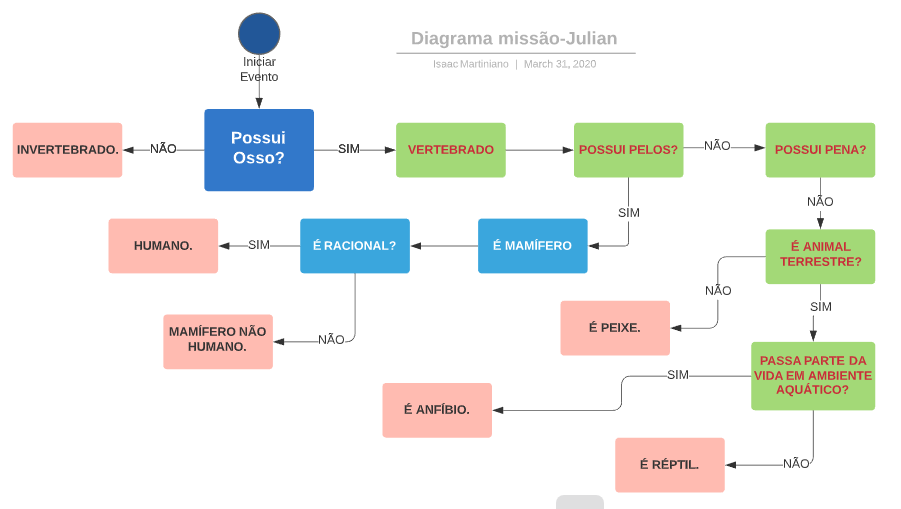 Diagrama missão-Julian
Isaac Martiniano | March 31, 2020
Iniciar
Evento
Possui
Osso?
NÃO
INVERTEBRADO.
SIM
VERTEBRADO
POSSUI PELOS?
NÃO
POSSUI PENA?
SIM
NÃO
É MAMÍFERO
É RACIONAL?
SIM
HUMANO.
NÃO
MAMÍFERO NÃO
HUMANO.
É ANIMAL
TERRESTRE?
NÃO
É PEIXE.
SIM
PASSA PARTE DA
VIDA EM AMBIENTE
AQUÁTICO?
SIM
É ANFÍBIO.
NÃO
É RÉPTIL.